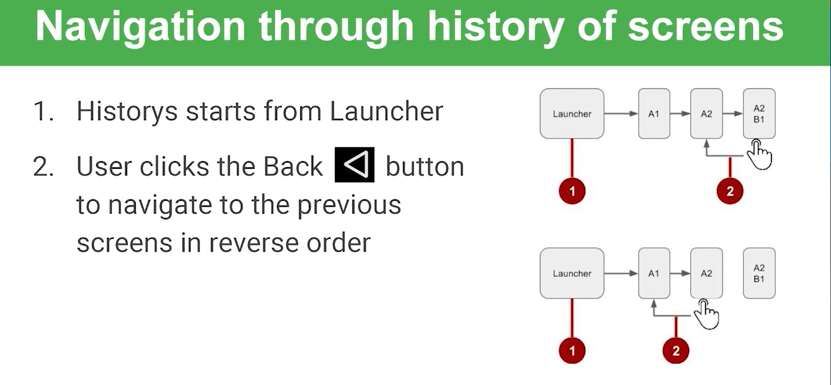 Navigation through history of screens
1. Historys starts from Launcher
2. User clicks the Back button
to navigate to the previous
screens in reverse order
Launcher
A1
A2
A2
B1
1
2
Launcher
A1
A2
A2
B1
1
2